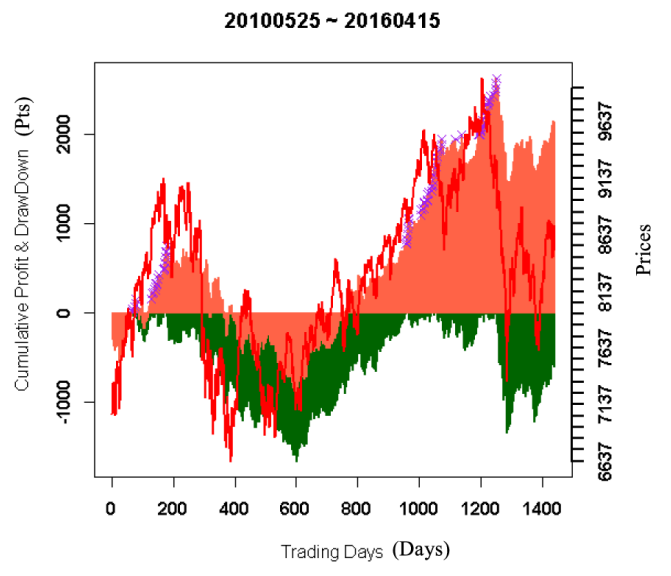 20100525 ~ 20160415
Cumulative Profit & DrawDown (Pts)
2000
1000
0
-1000
9637
9137
8637
8137
7637
7137
6637
Prices
0 200 400 600 800 1000 1200 1400
Trading Days (Days)